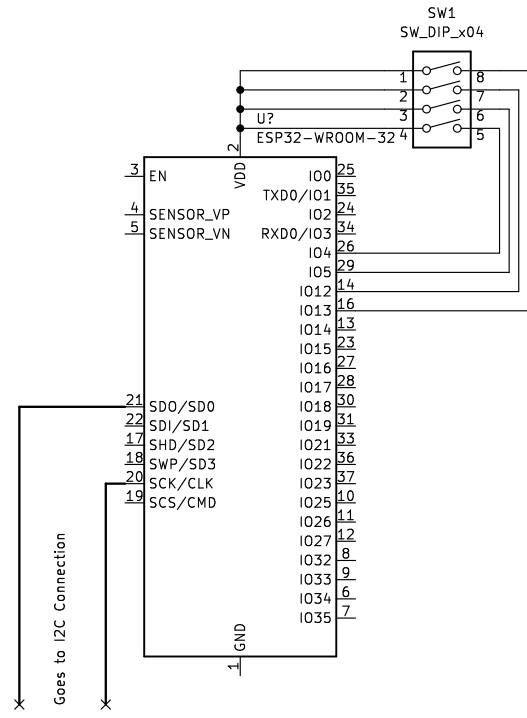 SW1
SW_DIP_x04
1 8
2 7
3 6
4 5
U?
ESP32-WROOM-32
2
VDD
3 EN
4 SENSOR_VP
5 SENSOR_VN
21 SDO/SD0
22 SDI/SD1
17 SHD/SD2
18 SWP/SD3
20 SCK/CLK
19 SCS/CMD
IO0 25
TXD0/IO1 35
IO2 24
RXD0/IO3 34
IO4 26
IO5 29
IO12 14
IO13 16
IO14 13
IO15 23
IO16 27
IO17 28
IO18 30
IO19 31
IO21 33
IO22 36
IO23 37
IO25 10
IO26 11
IO27 12
IO32 8
IO33 9
IO34 6
IO35 7
GND
1
Goes to I2C Connection